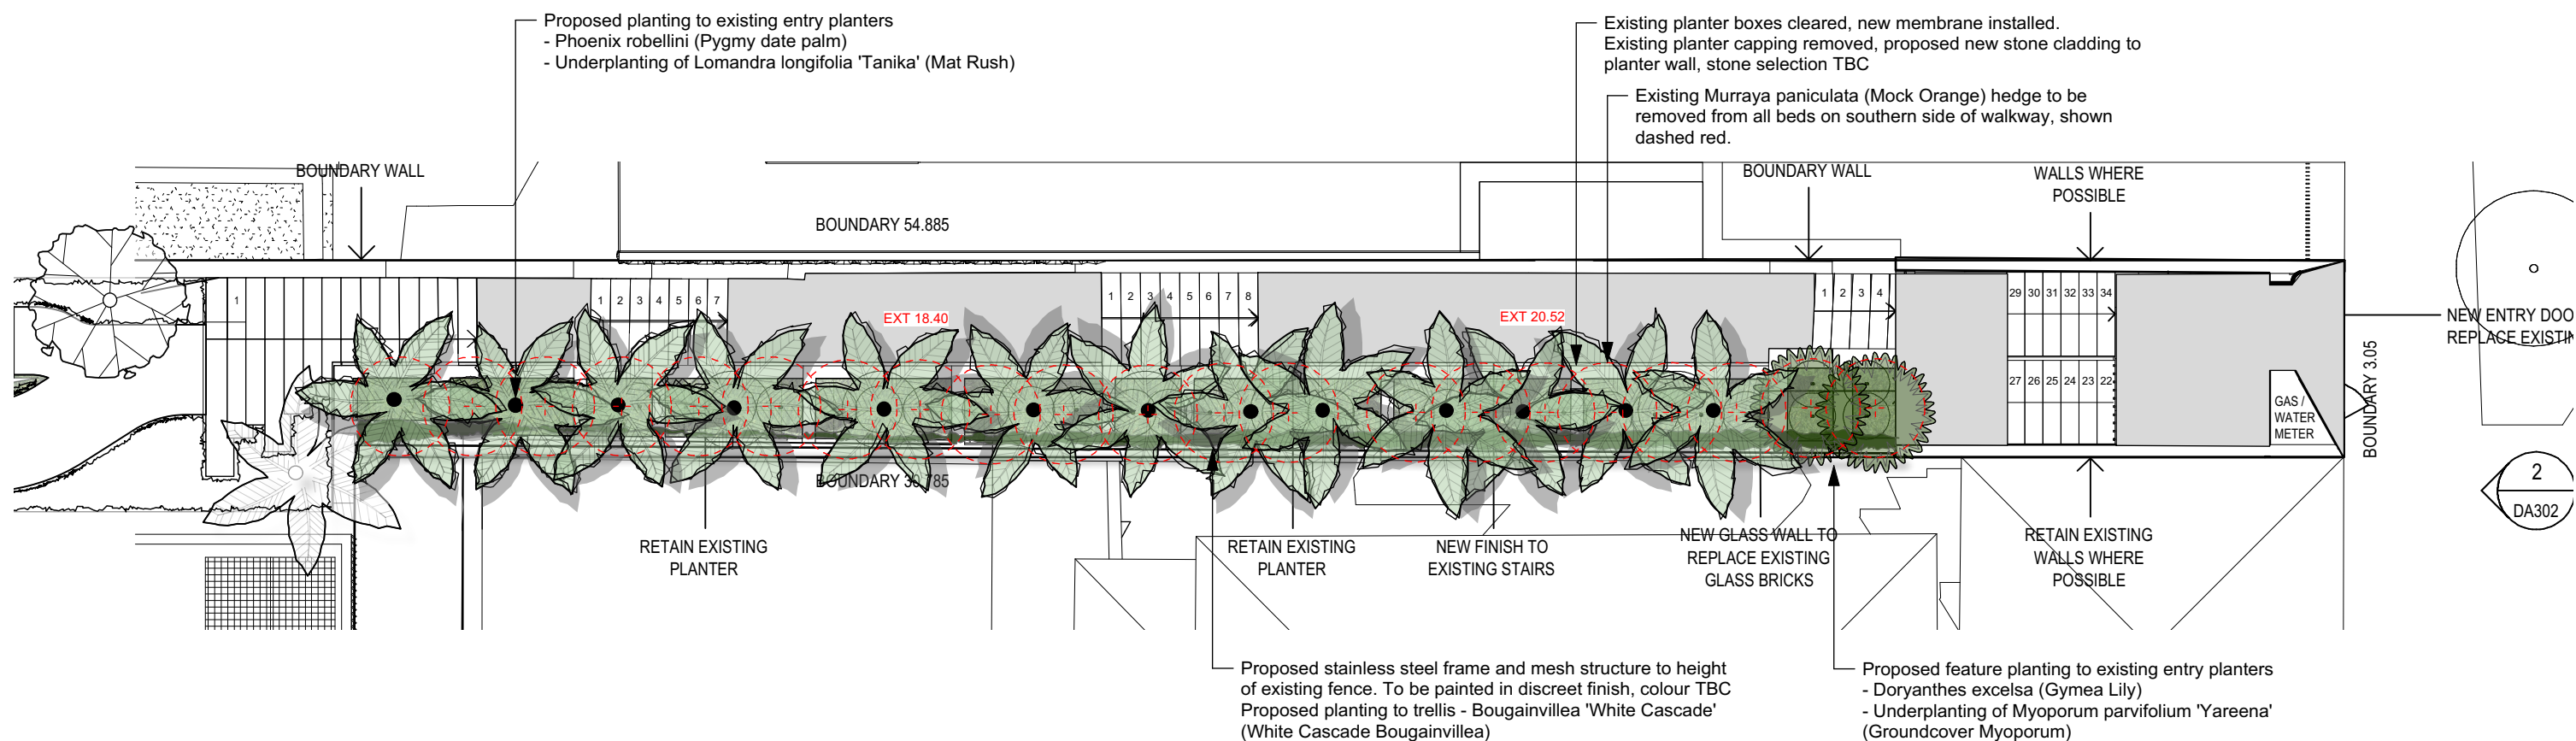 Proposed planting to existing entry planters
- Phoenix robellini (Pygmy date palm)
- Underplanting of Lomandra longifolia 'Tanika' (Mat Rush)
Existing planter boxes cleared, new membrane installed.
Existing planter capping removed, proposed new stone cladding to
planter wall, stone selection TBC
Existing Murraya paniculata (Mock Orange) hedge to be
removed from all beds on southern side of walkway, shown
dashed red.
BOUNDARY WALL
BOUNDARY 54.885
BOUNDARY WALL
WALLS WHERE
POSSIBLE
1
1 2 3 4 5 6 7
EXT 18.40
1 2 3 4 5 6 7 8
EXT 20.52
1 2 3 4
29 30 31 32 33 34
27 26 25 24 23 22
GAS /
WATER
METER
BOUNDARY 3.05
NEW ENTRY DOO
REPLACE EXISTIN
2
DA302
BOUNDARY 30.785
RETAIN EXISTING
PLANTER
RETAIN EXISTING
PLANTER
NEW FINISH TO
EXISTING STAIRS
NEW GLASS WALL TO
REPLACE EXISTING
GLASS BRICKS
RETAIN EXISTING
WALLS WHERE
POSSIBLE
Proposed stainless steel frame and mesh structure to height
of existing fence. To be painted in discreet finish, colour TBC
Proposed planting to trellis - Bougainvillea 'White Cascade'
(White Cascade Bougainvillea)
Proposed feature planting to existing entry planters
- Doryanthes excelsa (Gymea Lily)
- Underplanting of Myoporum parvifolium 'Yareena'
(Groundcover Myoporum)